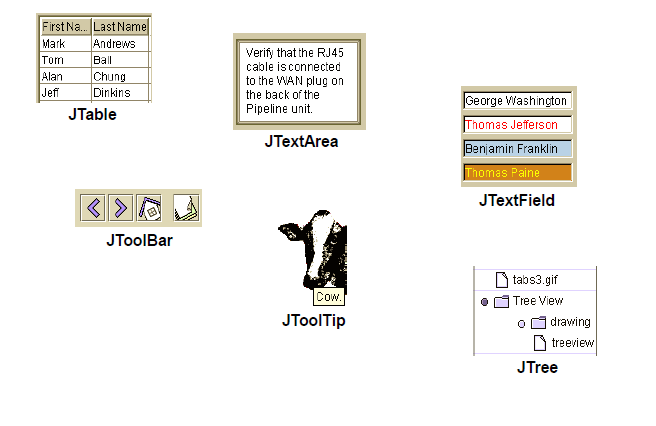 First Na... Last Name
Mark Andrews
Tom Ball
Alan Chung
Jeff Dinkins
JTable
Verify that the RJ45
cable is connected
to the WAN plug on
the back of the
Pipeline unit.
JTextArea
George Washington
Thomas Jefferson
Benjamin Franklin
Thomas Paine
JTextField
JToolBar
Cow.
JToolTip
tabs3.gif
Tree View
drawing
treeview
JTree